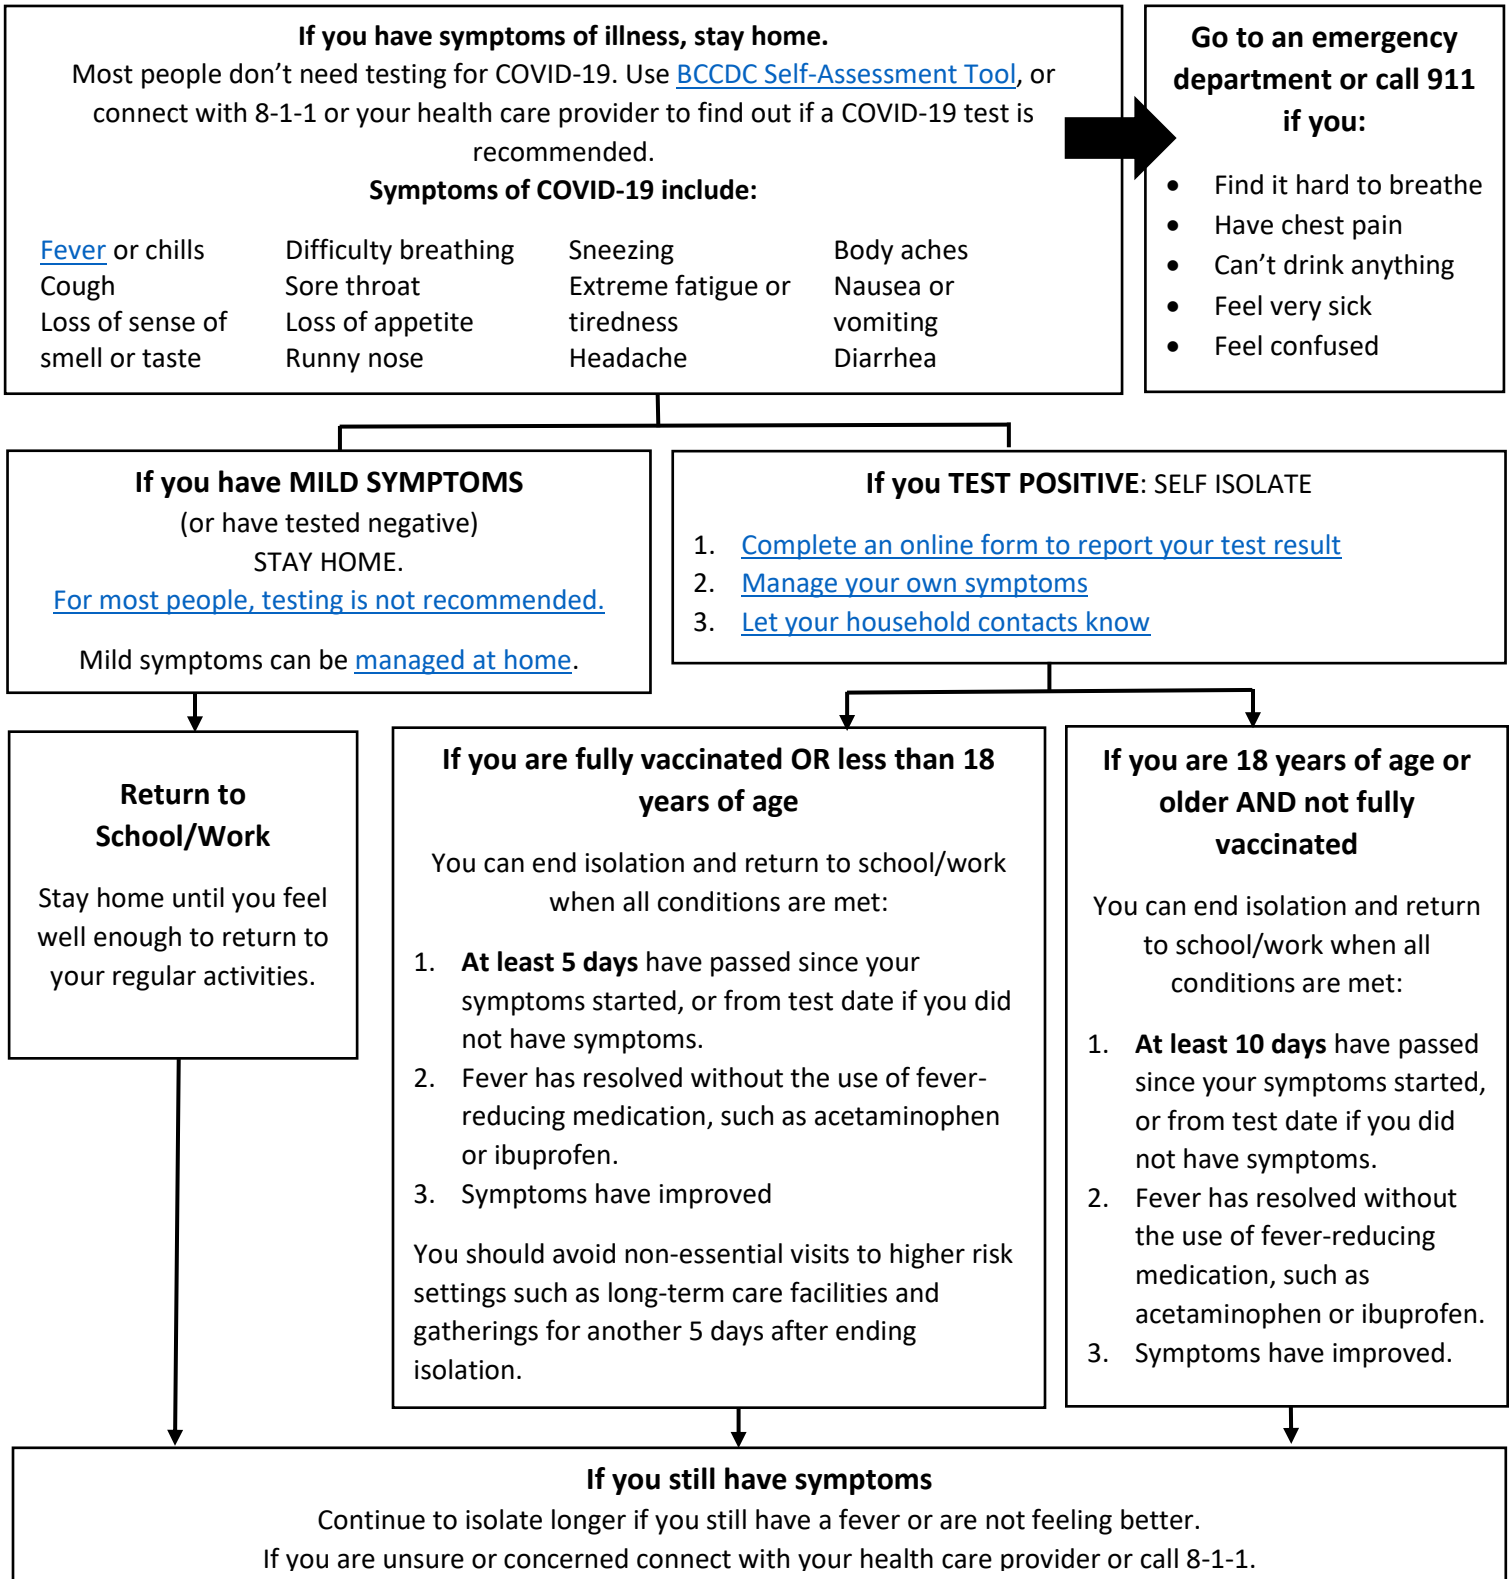 If you have symptoms of illness, stay home.
Most people don’t need testing for COVID-19. Use BCCDC Self-Assessment Tool, or
connect with 8-1-1 or your health care provider to find out if a COVID-19 test is
recommended.
Symptoms of COVID-19 include:
Fever or chills
Cough
Loss of sense of
smell or taste
Difficulty breathing
Sore throat
Loss of appetite
Runny nose
Sneezing
Extreme fatigue or
tiredness
Headache
Body aches
Nausea or
vomiting
Diarrhea
Go to an emergency
department or call 911
if you:
• Find it hard to breathe
• Have chest pain
• Can’t drink anything
• Feel very sick
• Feel confused
If you have MILD SYMPTOMS
(or have tested negative)
STAY HOME.
For most people, testing is not recommended.
Mild symptoms can be managed at home.
If you TEST POSITIVE: SELF ISOLATE
1. Complete an online form to report your test result
2. Manage your own symptoms
3. Let your household contacts know
Return to
School/Work
Stay home until you feel
well enough to return to
your regular activities.
If you are fully vaccinated OR less than 18
years of age
You can end isolation and return to school/work
when all conditions are met:
1. At least 5 days have passed since your
symptoms started, or from test date if you did
not have symptoms.
2. Fever has resolved without the use of fever-
reducing medication, such as acetaminophen
or ibuprofen.
3. Symptoms have improved
You should avoid non-essential visits to higher risk
settings such as long-term care facilities and
gatherings for another 5 days after ending
isolation.
If you are 18 years of age or
older AND not fully
vaccinated
You can end isolation and return
to school/work when all
conditions are met:
1. At least 10 days have passed
since your symptoms started,
or from test date if you did
not have symptoms.
2. Fever has resolved without
the use of fever-reducing
medication, such as
acetaminophen or ibuprofen.
3. Symptoms have improved.
If you still have symptoms
Continue to isolate longer if you still have a fever or are not feeling better.
If you are unsure or concerned connect with your health care provider or call 8-1-1.